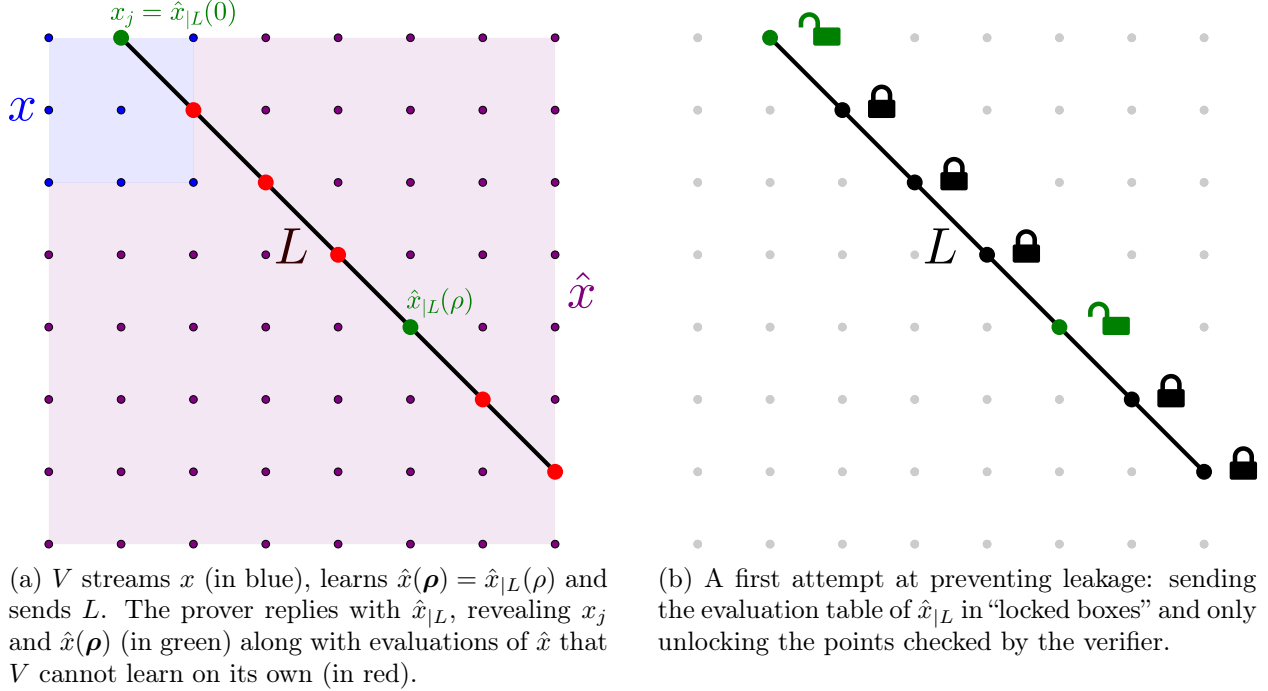 x_j = x̂_{|L}(0)
x
L
x̂_{|L}(ρ)
x̂
L
(a) V streams x (in blue), learns x̂(𝝆) = x̂_{|L}(ρ) and
sends L. The prover replies with x̂_{|L}, revealing x_j
and x̂(𝝆) (in green) along with evaluations of x̂ that
V cannot learn on its own (in red).
(b) A first attempt at preventing leakage: sending
the evaluation table of x̂_{|L} in “locked boxes” and only
unlocking the points checked by the verifier.